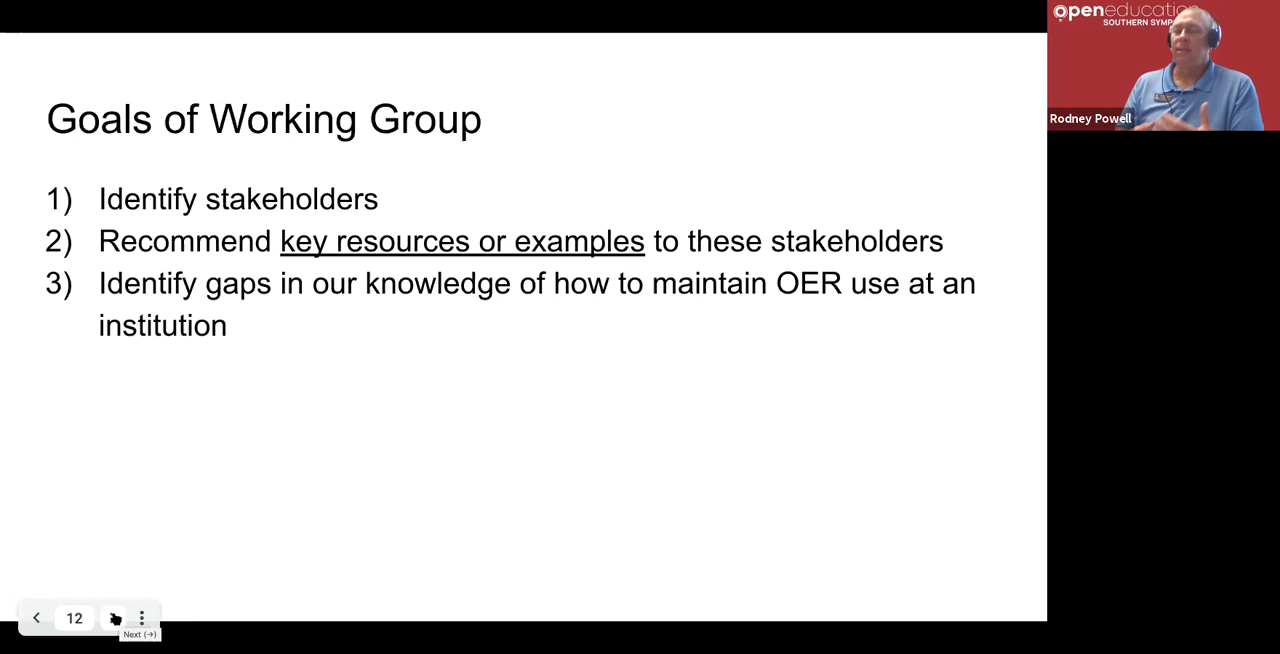 Goals of Working Group
1) Identify stakeholders
2) Recommend key resources or examples to these stakeholders
3) Identify gaps in our knowledge of how to maintain OER use at an
institution
openeducation
SOUTHERN SYMP
Rodney Powell
12
Next (→)